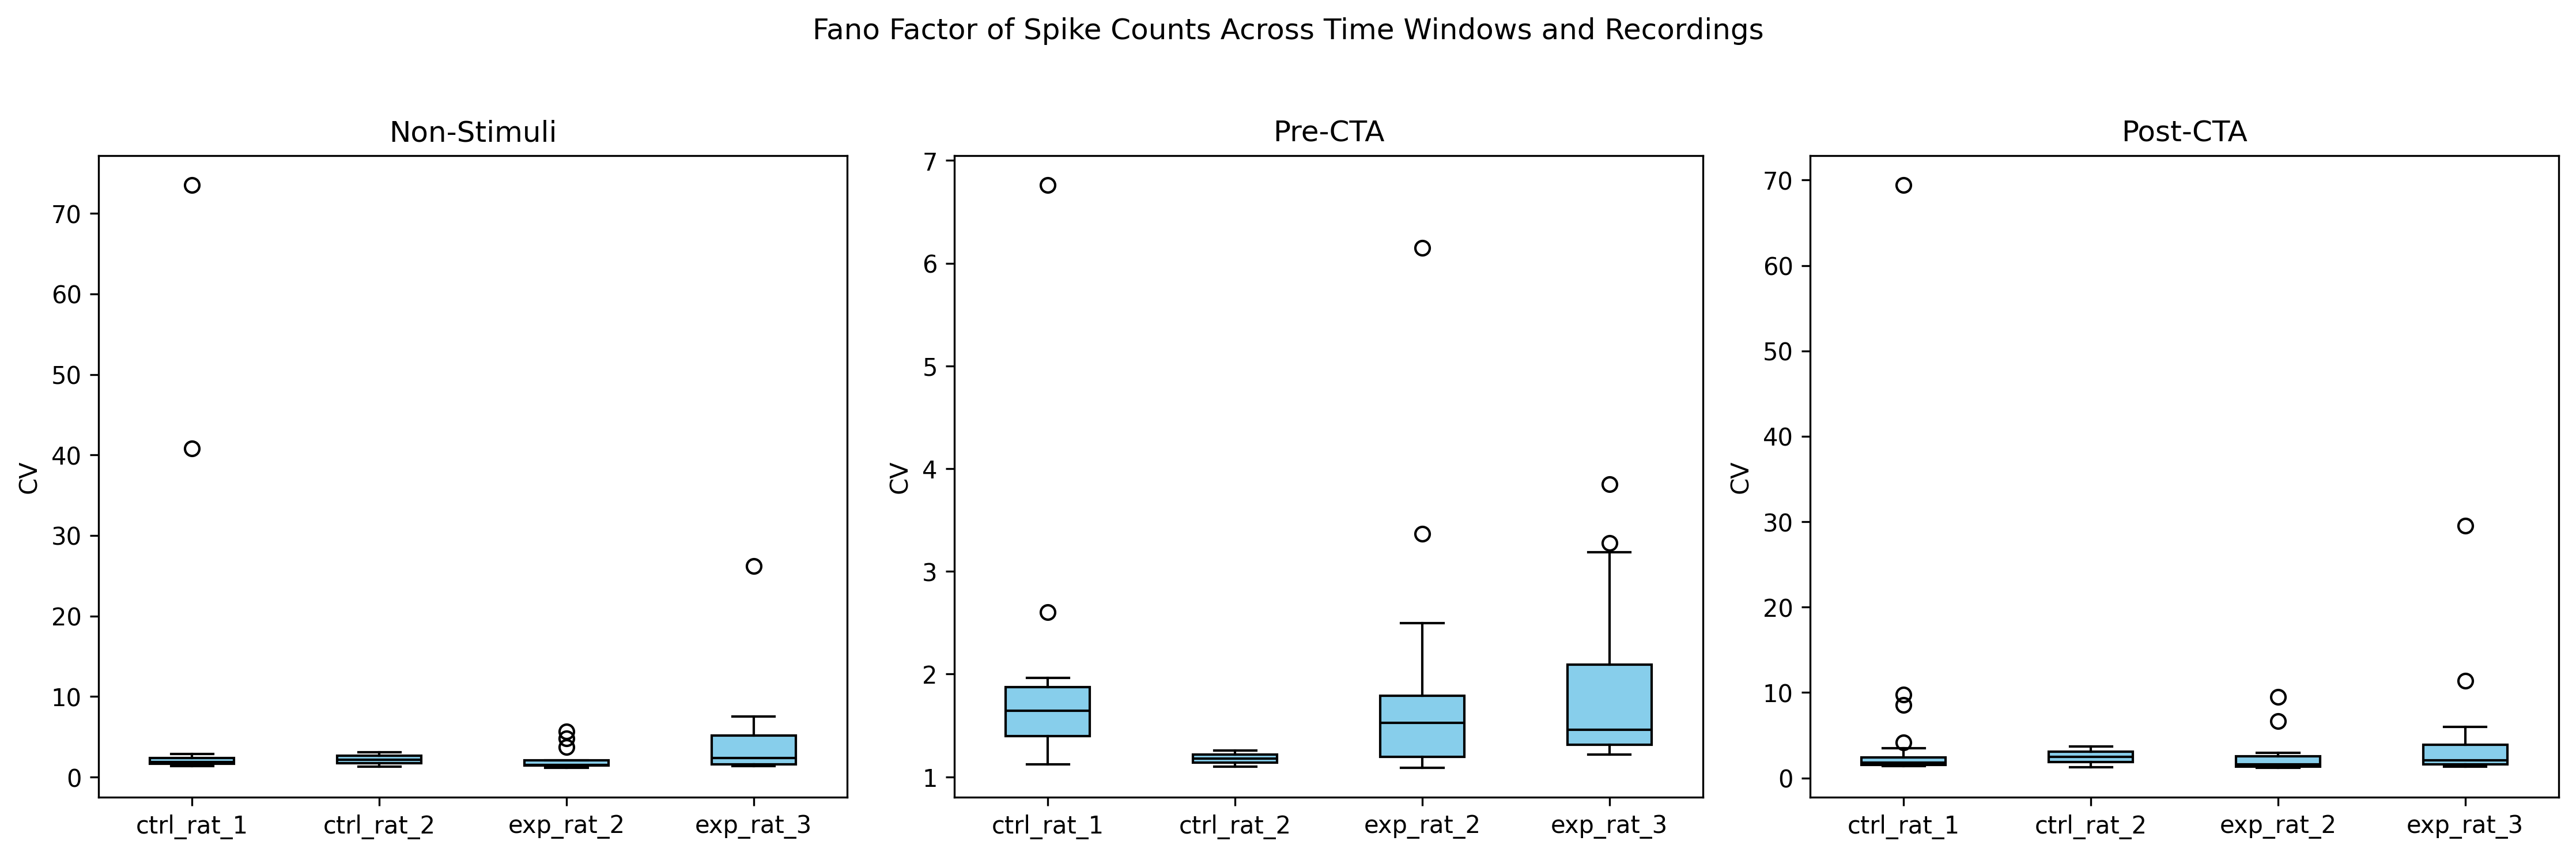 Fano Factor of Spike Counts Across Time Windows and Recordings
Non-Stimuli
CV
70
60
50
40
30
20
10
0
ctrl_rat_1 ctrl_rat_2 exp_rat_2 exp_rat_3
Pre-CTA
CV
7
6
5
4
3
2
1
ctrl_rat_1 ctrl_rat_2 exp_rat_2 exp_rat_3
Post-CTA
CV
70
60
50
40
30
20
10
0
ctrl_rat_1 ctrl_rat_2 exp_rat_2 exp_rat_3